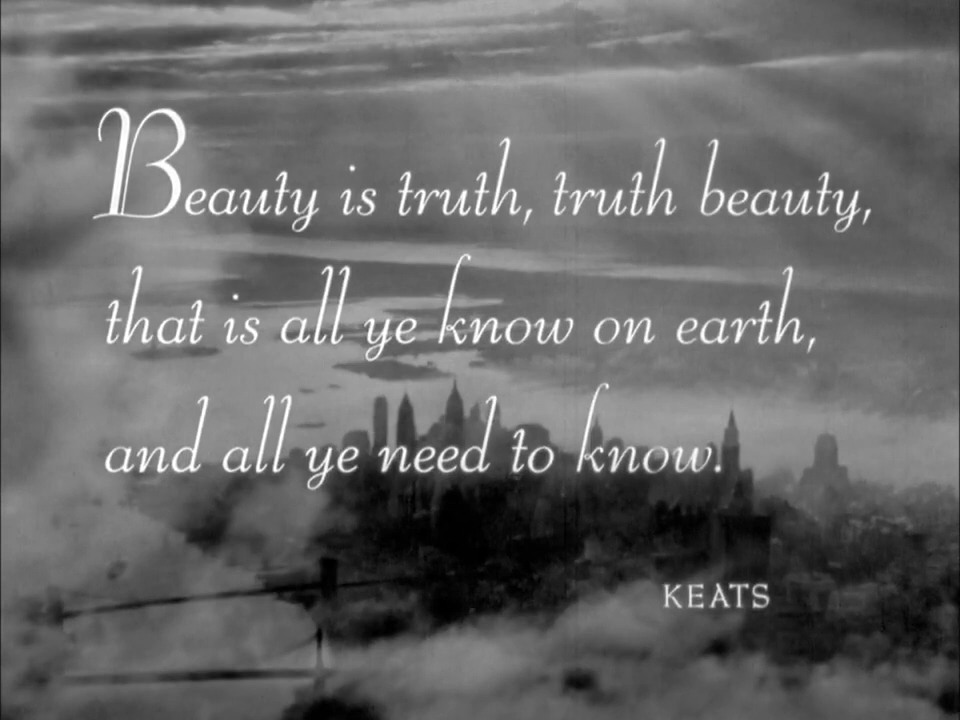 Beauty is truth, truth beauty,
that is all ye know on earth,
and all ye need to know.
KEATS